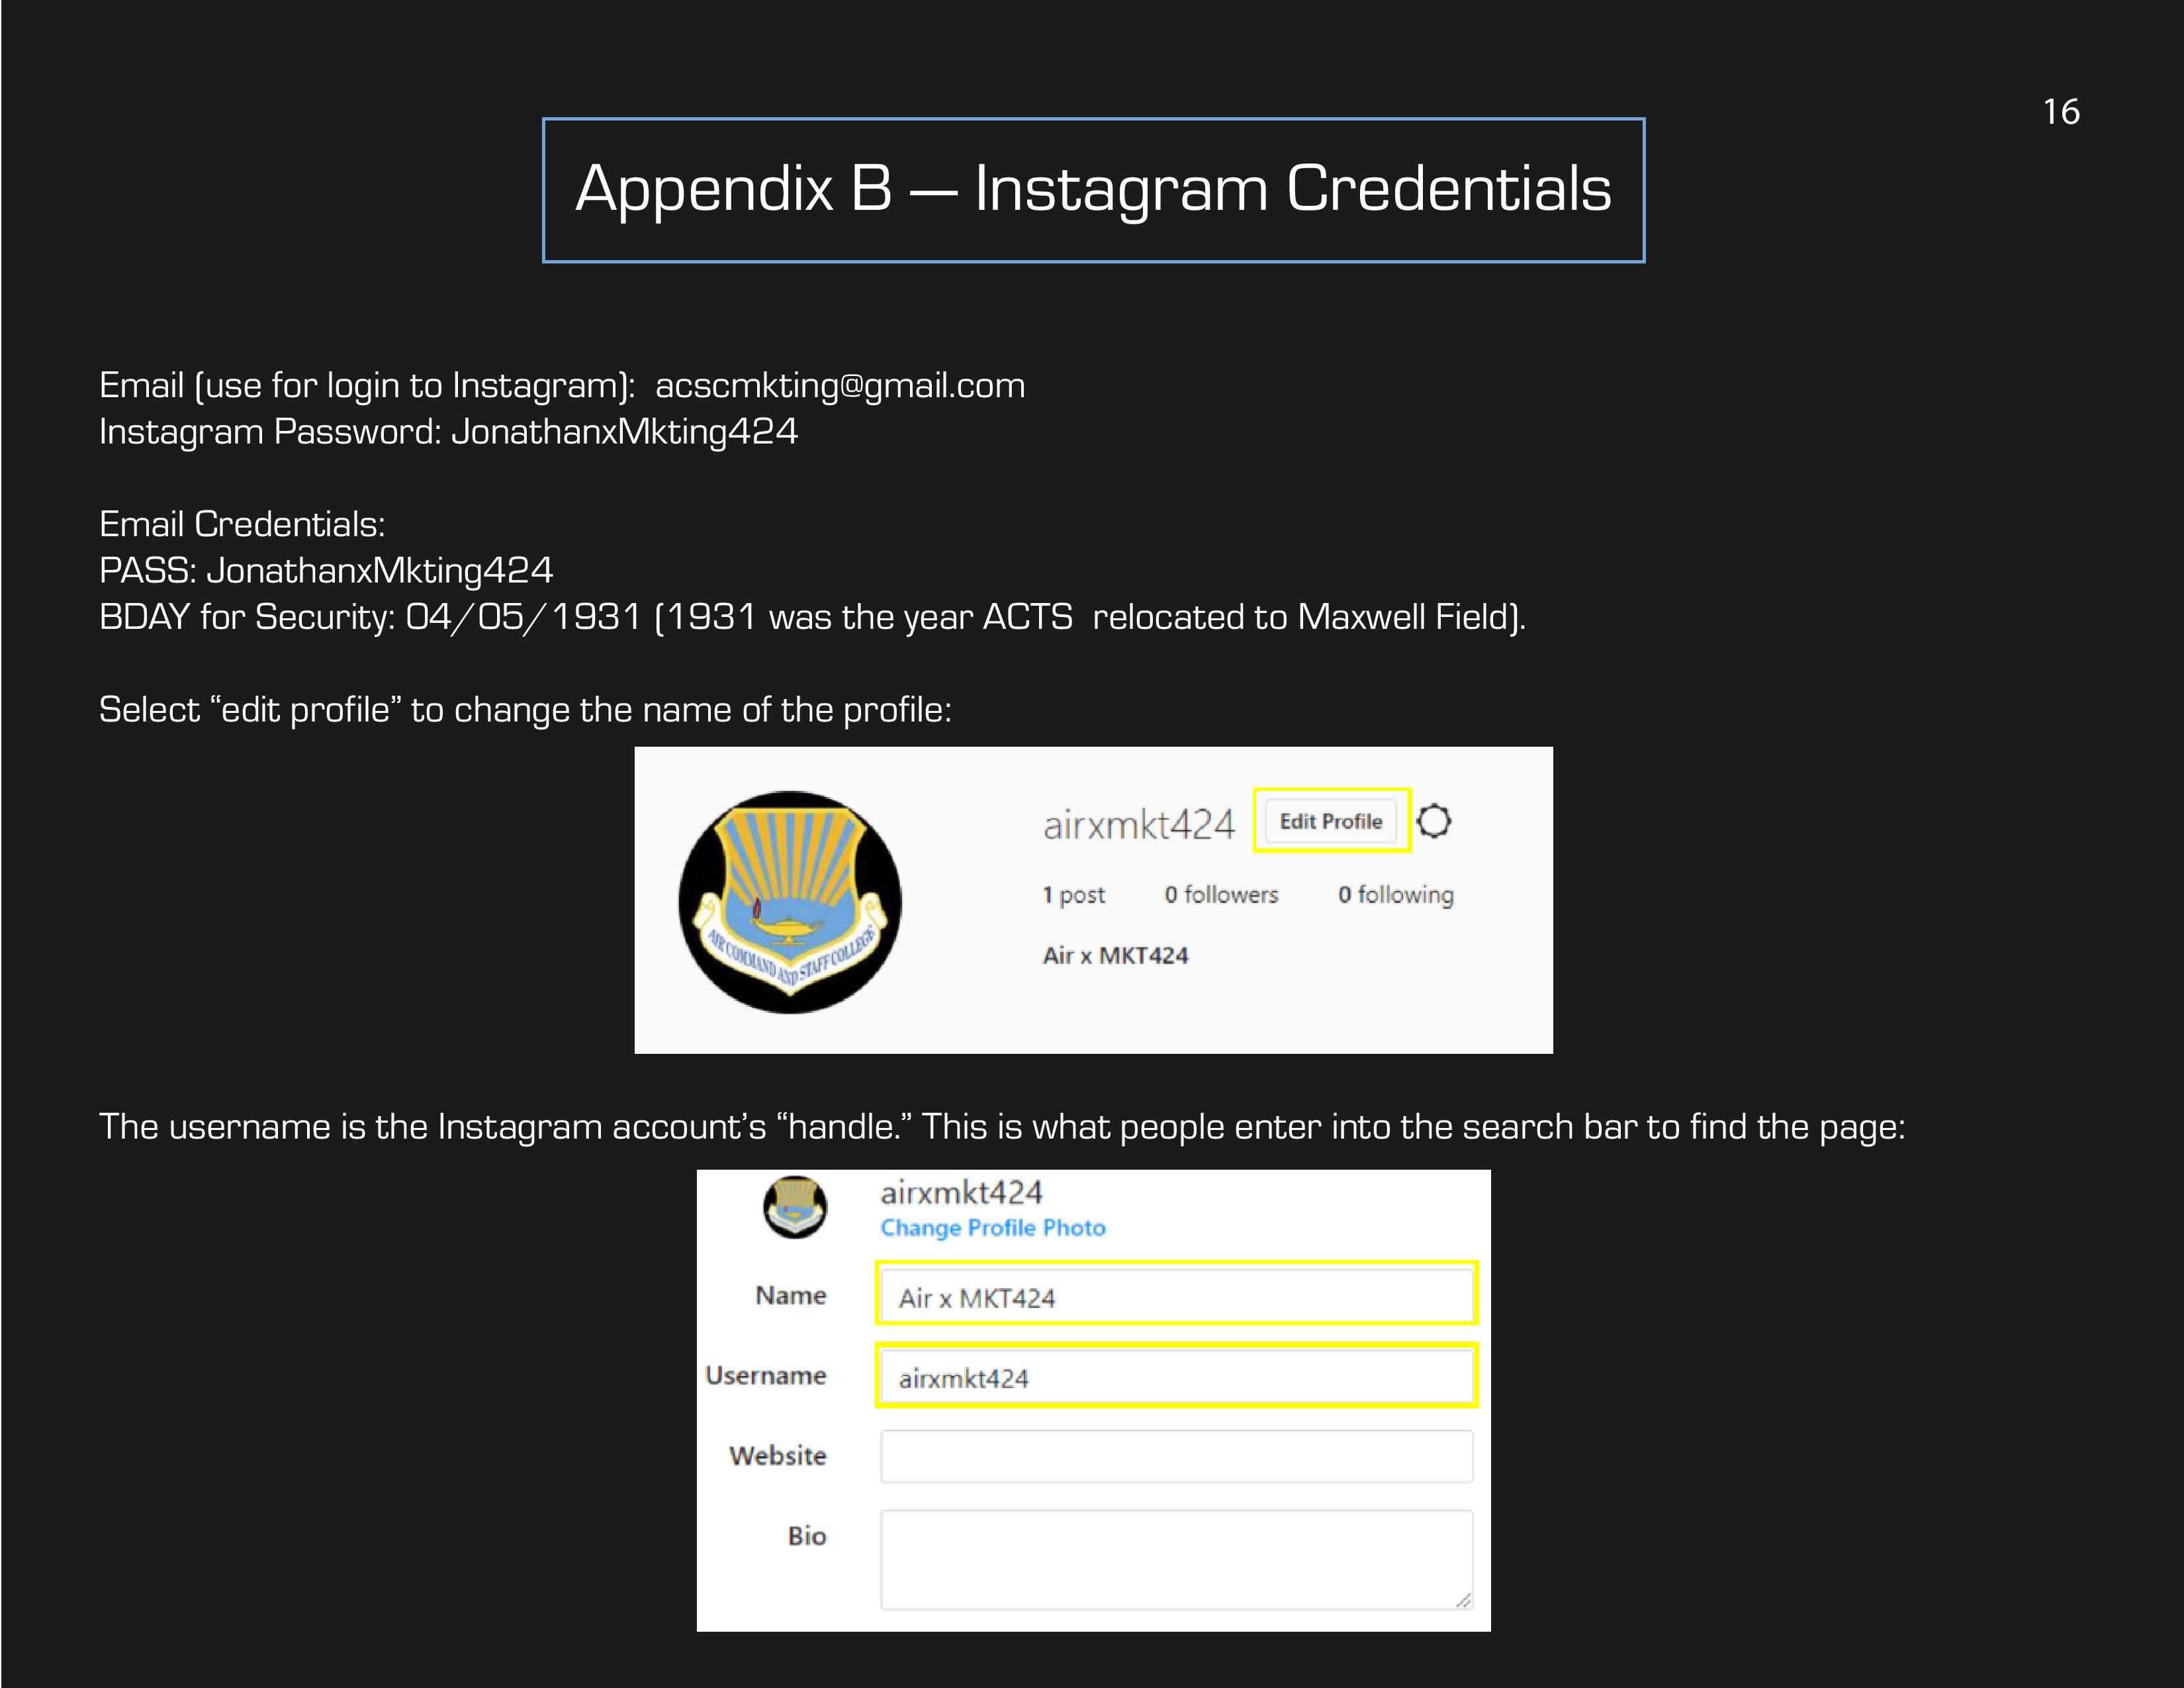 16
Appendix B — Instagram Credentials
Email (use for login to Instagram):  acscmkting@gmail.com
Instagram Password: JonathanxMkting424
Email Credentials:
PASS: JonathanxMkting424
BDAY for Security: 04/05/1931 (1931 was the year ACTS  relocated to Maxwell Field).
Select “edit profile” to change the name of the profile:
airxmkt424 Edit Profile
1 post 0 followers 0 following
Air x MKT424
AIR COMMAND AND STAFF COLLEGE
The username is the Instagram account’s “handle.” This is what people enter into the search bar to find the page:
airxmkt424
Change Profile Photo
Name Air x MKT424
Username airxmkt424
Website
Bio